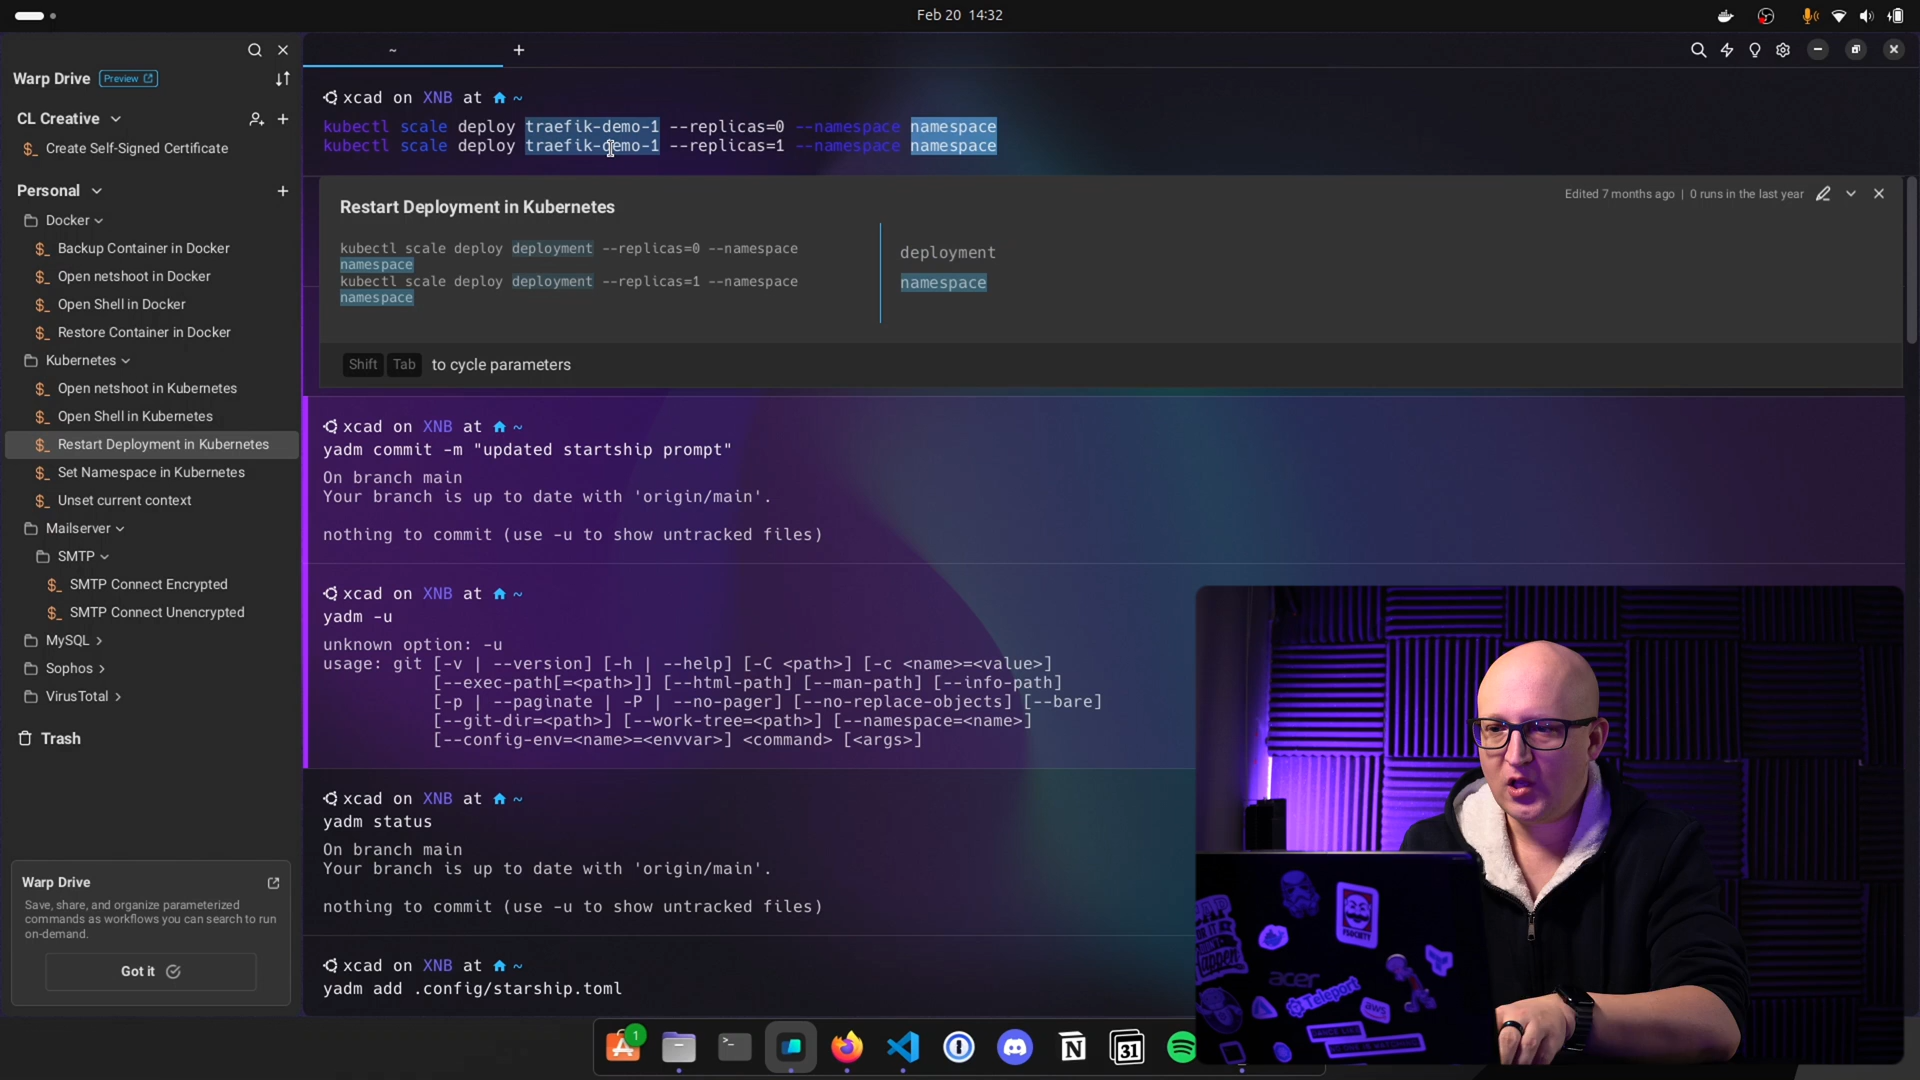 Feb 20 14:32
Warp Drive Preview
CL Creative
Create Self-Signed Certificate
Personal
Docker
Backup Container in Docker
Open netshoot in Docker
Open Shell in Docker
Restore Container in Docker
Kubernetes
Open netshoot in Kubernetes
Open Shell in Kubernetes
Restart Deployment in Kubernetes
Set Namespace in Kubernetes
Unset current context
Mailserver
SMTP
SMTP Connect Encrypted
SMTP Connect Unencrypted
MySQL
Sophos
VirusTotal
Trash
Warp Drive
Save, share, and organize parameterized
commands as workflows you can search to run
on-demand.
Got it
~
xcad on XNB at ~
kubectl scale deploy traefik-demo-1 --replicas=0 --namespace namespace
kubectl scale deploy traefik-demo-1 --replicas=1 --namespace namespace
Edited 7 months ago | 0 runs in the last year
Restart Deployment in Kubernetes
kubectl scale deploy deployment --replicas=0 --namespace
namespace
kubectl scale deploy deployment --replicas=1 --namespace
namespace
deployment
namespace
Shift Tab to cycle parameters
xcad on XNB at ~
yadm commit -m "updated startship prompt"
On branch main
Your branch is up to date with 'origin/main'.
nothing to commit (use -u to show untracked files)
xcad on XNB at ~
yadm -u
unknown option: -u
usage: git [-v | --version] [-h | --help] [-C <path>] [-c <name>=<value>]
[--exec-path[=<path>]] [--html-path] [--man-path] [--info-path]
[-p | --paginate | -P | --no-pager] [--no-replace-objects] [--bare]
[--git-dir=<path>] [--work-tree=<path>] [--namespace=<name>]
[--config-env=<name>=<envvar>] <command> [<args>]
xcad on XNB at ~
yadm status
On branch main
Your branch is up to date with 'origin/main'.
nothing to commit (use -u to show untracked files)
xcad on XNB at ~
yadm add .config/starship.toml
1
31
FSOCIETY
acer
Teleport
aws